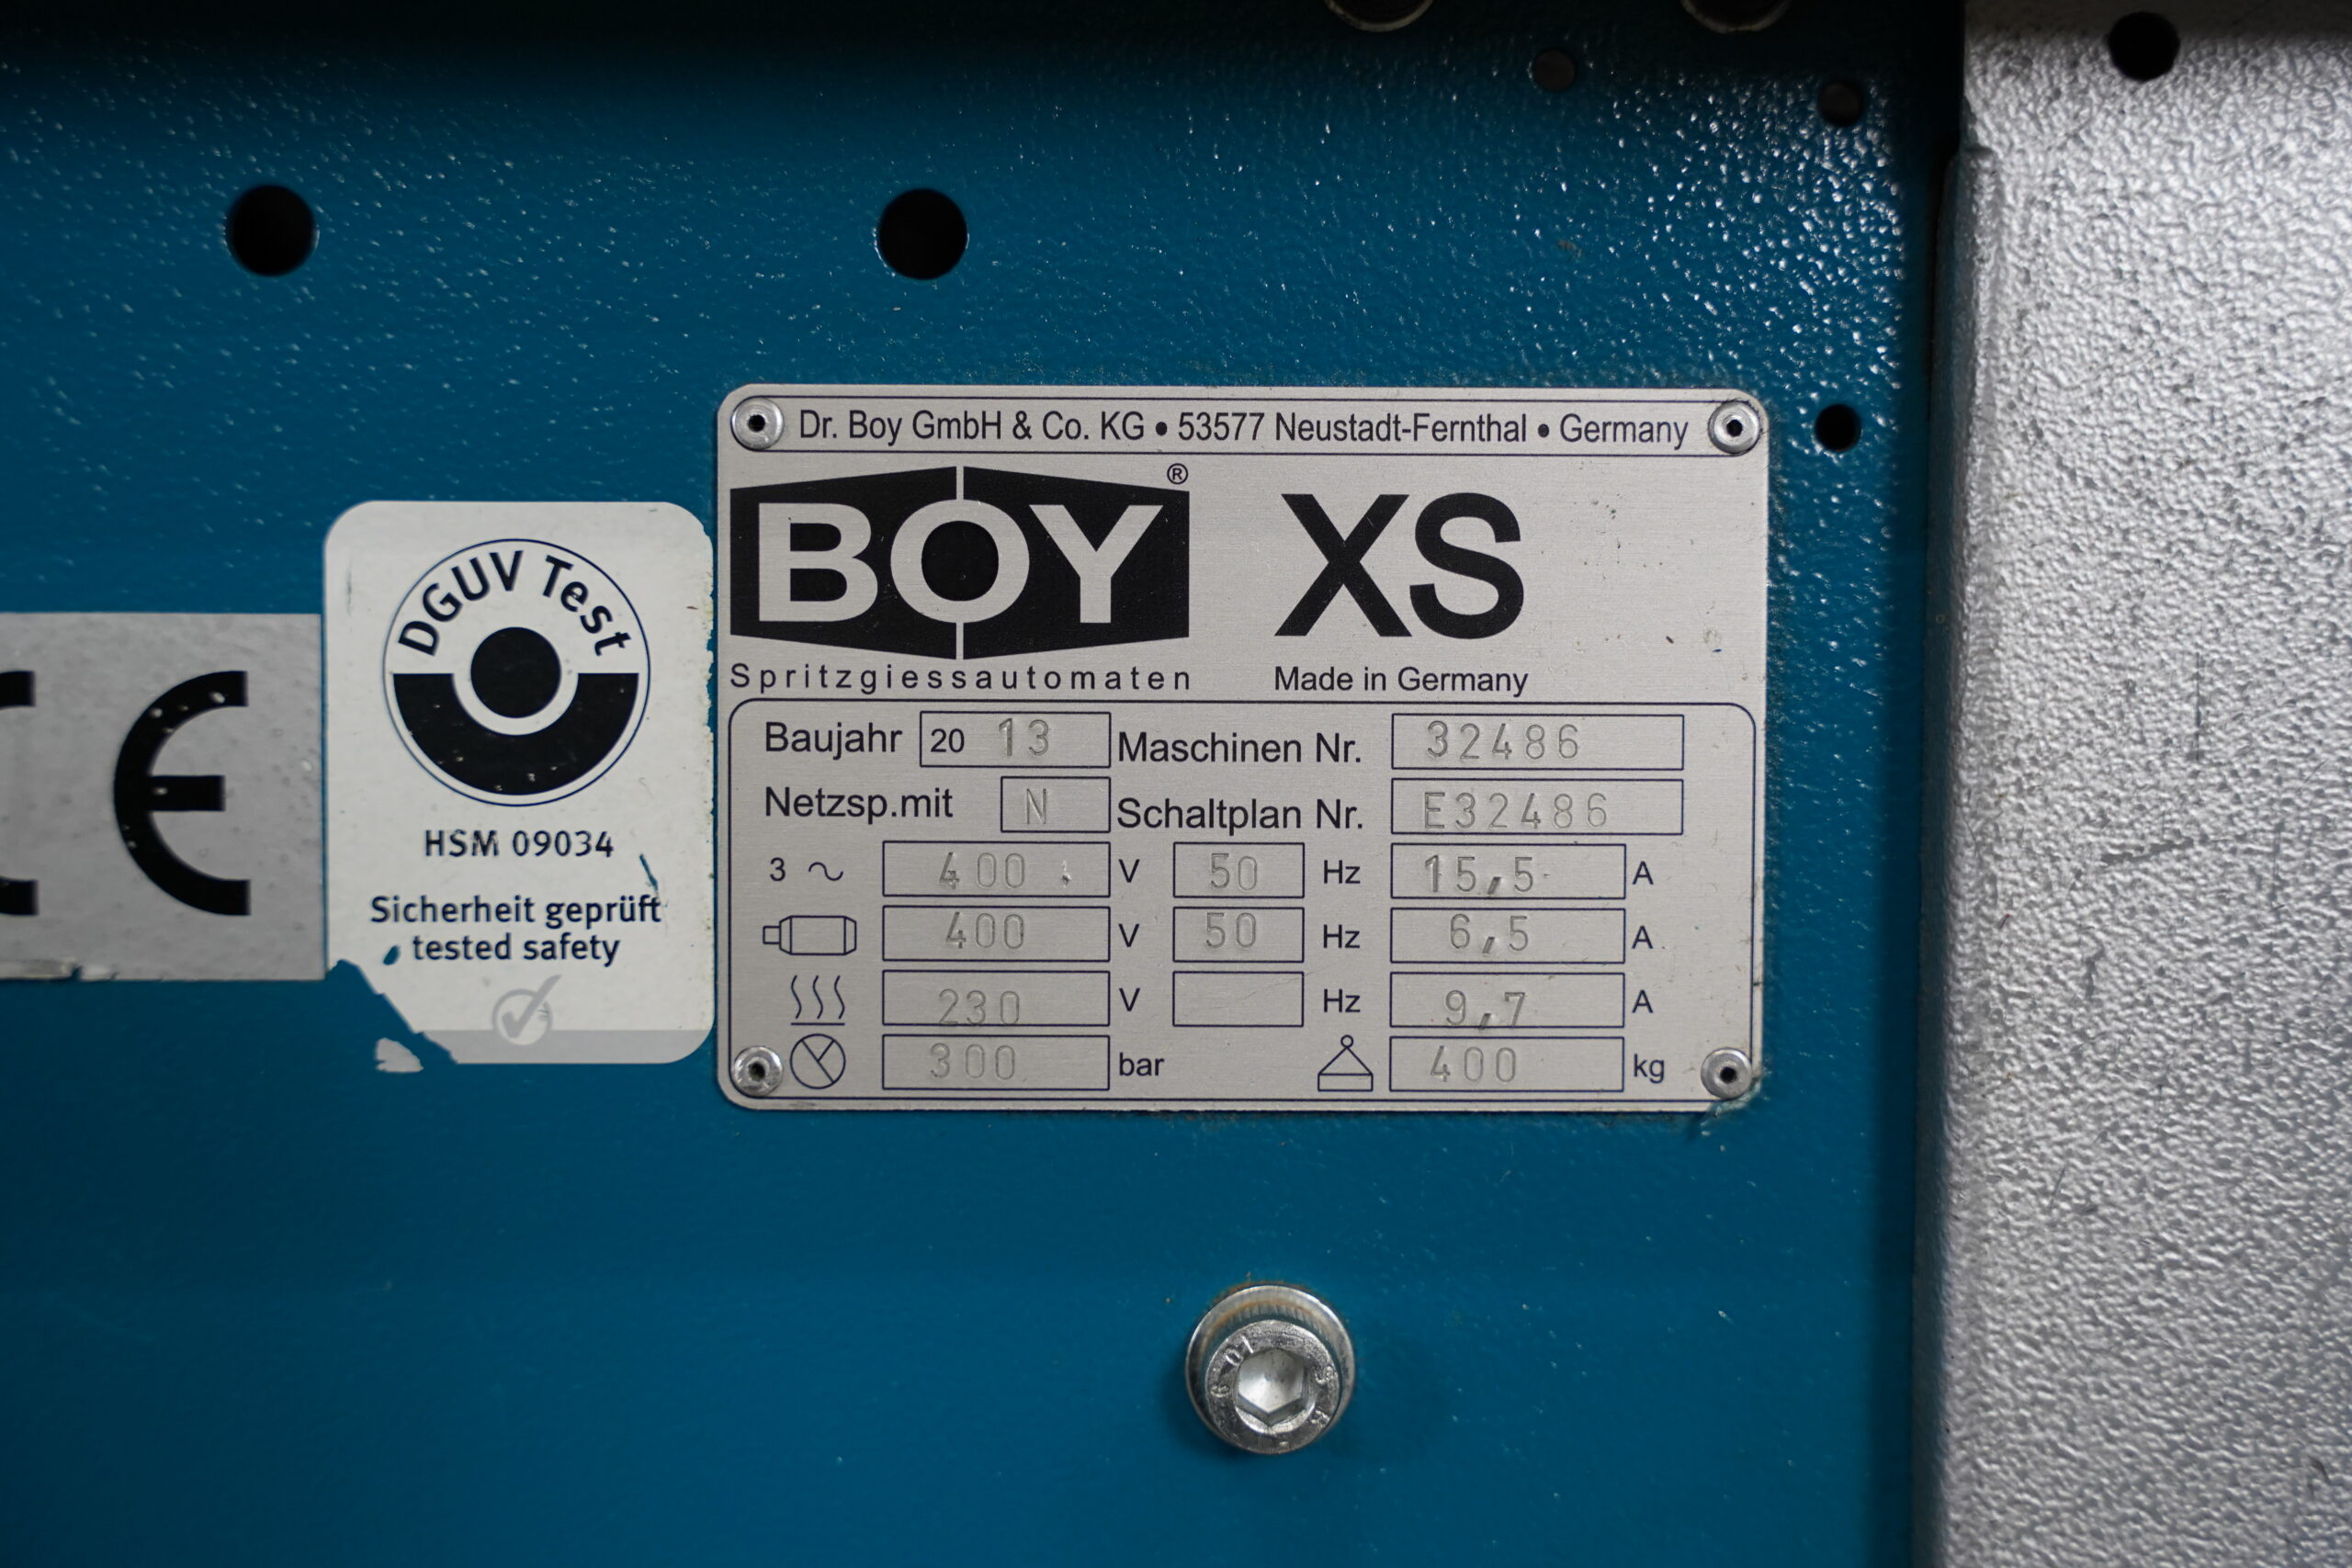 Dr. Boy GmbH & Co. KG • 53577 Neustadt-Fernthal • Germany
BOY® XS
Spritzgiessautomaten Made in Germany
Baujahr 20 13 Maschinen Nr. 32486
Netzsp.mit N Schaltplan Nr. E32486
3 ~ 400 V 50 Hz 15,5 A
400 V 50 Hz 6,5 A
230 V Hz 9,7 A
300 bar 400 kg
CE
DGUV Test
HSM 09034
Sicherheit geprüft
tested safety